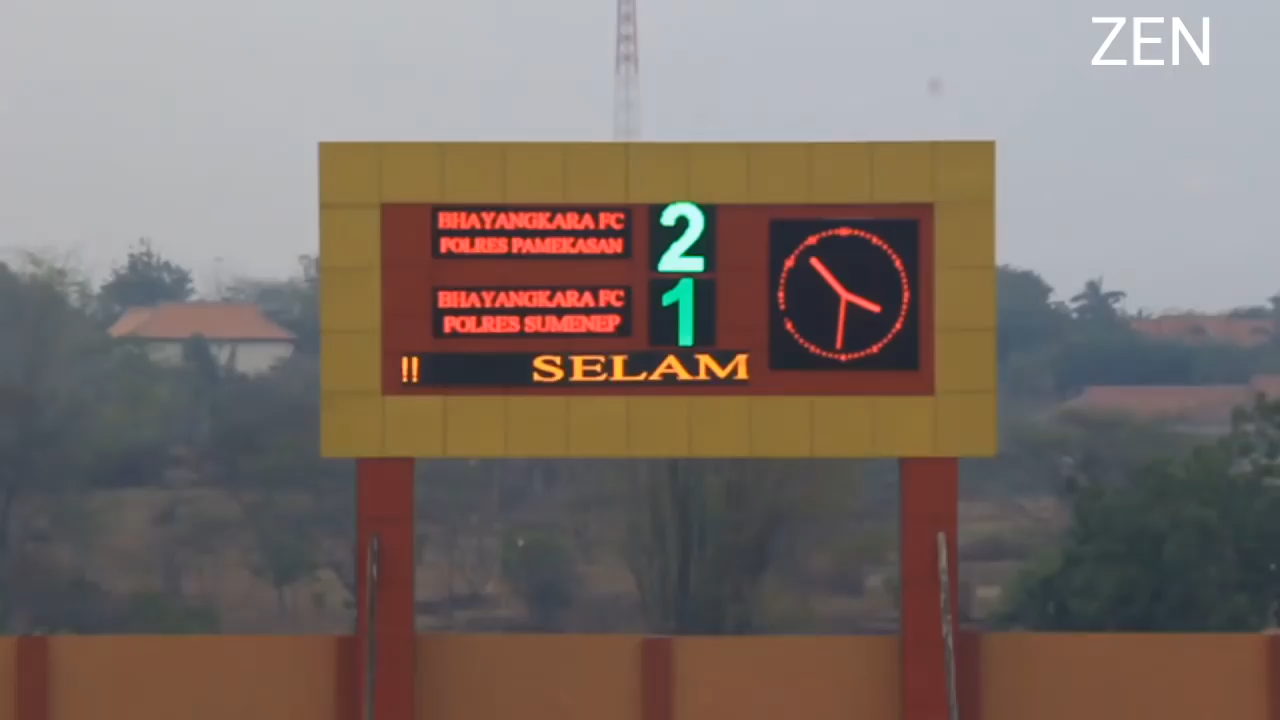 ZEN
BHAYANGKARA FC
POLRES PAMEKASAN
2
BHAYANGKARA FC
POLRES SUMENEP
1
!! SELAM